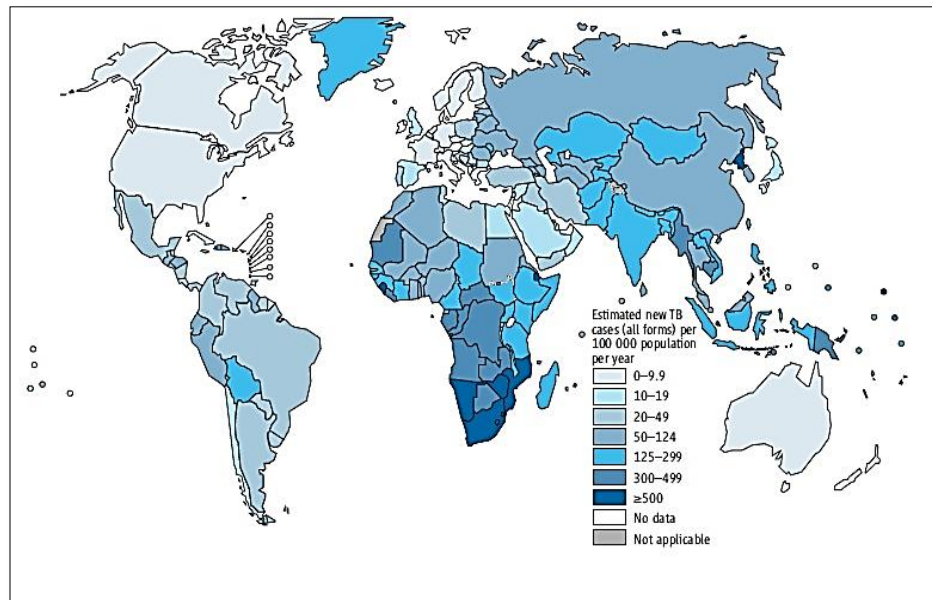 Estimated new TB
cases (all forms) per
100 000 population
per year
0–9.9
10–19
20–49
50–124
125–299
300–499
≥500
No data
Not applicable